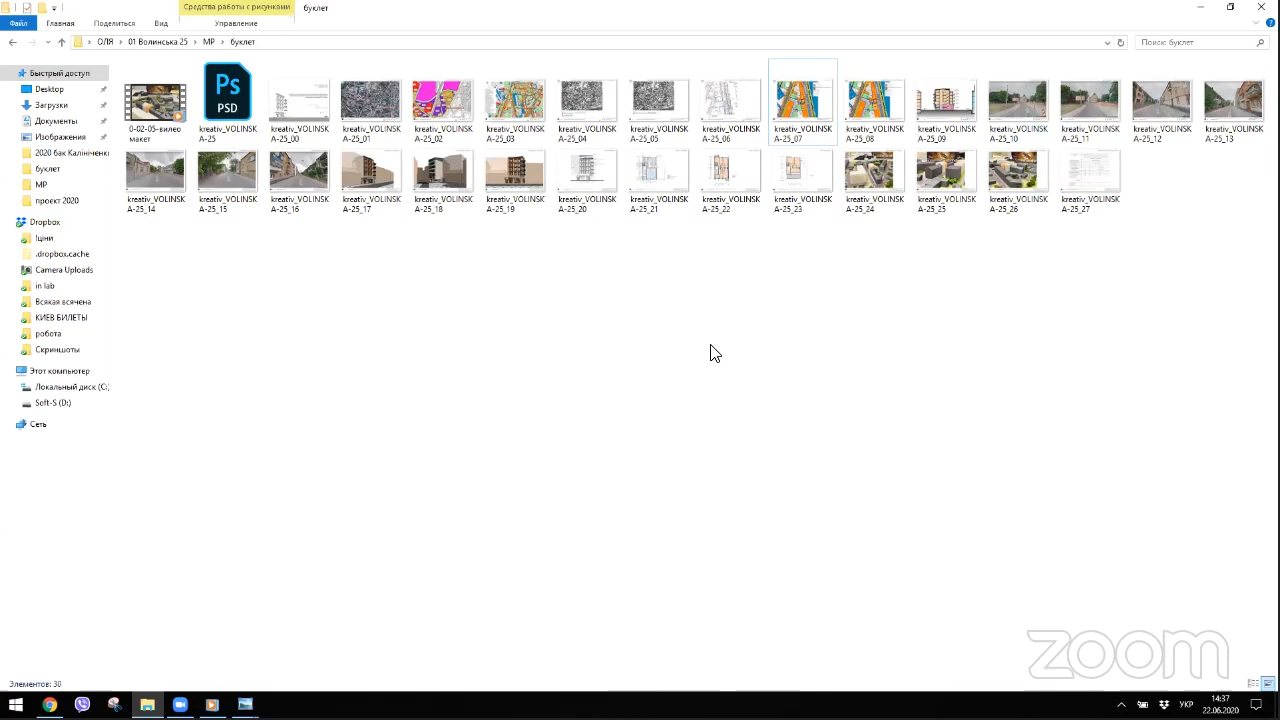 Средства работы с рисунками
буклет
Файл
Главная
Поделиться
Вид
Управление
ОЛЯ
01 Волинська 25
МР
буклет
Поиск: буклет
Быстрый доступ
Desktop
Загрузки
Документы
Изображения
2020 бак Калініченко
буклет
МР
проект 2020
Dropbox
!ціни
.dropbox.cache
Camera Uploads
in lab
Всякая всячена
КИЕВ БИЛЕТЫ
робота
Скриншоты
Этот компьютер
Локальный диск (C:)
Soft-S (D:)
Сеть
Ps
PSD
0-02-05-вилео
макет
kreativ_VOLINSK
A-25
kreativ_VOLINSK
A-25_00
kreativ_VOLINSK
A-25_01
kreativ_VOLINSK
A-25_02
kreativ_VOLINSK
A-25_03
kreativ_VOLINSK
A-25_04
kreativ_VOLINSK
A-25_05
kreativ_VOLINSK
A-25_06
kreativ_VOLINSK
A-25_07
kreativ_VOLINSK
A-25_08
kreativ_VOLINSK
A-25_09
kreativ_VOLINSK
A-25_10
kreativ_VOLINSK
A-25_11
kreativ_VOLINSK
A-25_12
kreativ_VOLINSK
A-25_13
kreativ_VOLINSK
A-25_14
kreativ_VOLINSK
A-25_15
kreativ_VOLINSK
A-25_16
kreativ_VOLINSK
A-25_17
kreativ_VOLINSK
A-25_18
kreativ_VOLINSK
A-25_19
kreativ_VOLINSK
A-25_20
kreativ_VOLINSK
A-25_21
kreativ_VOLINSK
A-25_22
kreativ_VOLINSK
A-25_23
kreativ_VOLINSK
A-25_24
kreativ_VOLINSK
A-25_25
kreativ_VOLINSK
A-25_26
kreativ_VOLINSK
A-25_27
zoom
Элементов: 30
УКР
14:37
22.06.2020